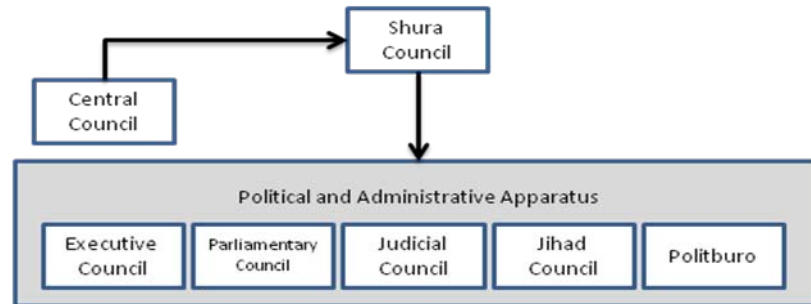 Shura
Council
Central
Council
Political and Administrative Apparatus
Executive
Council
Parliamentary
Council
Judicial
Council
Jihad
Council
Politburo